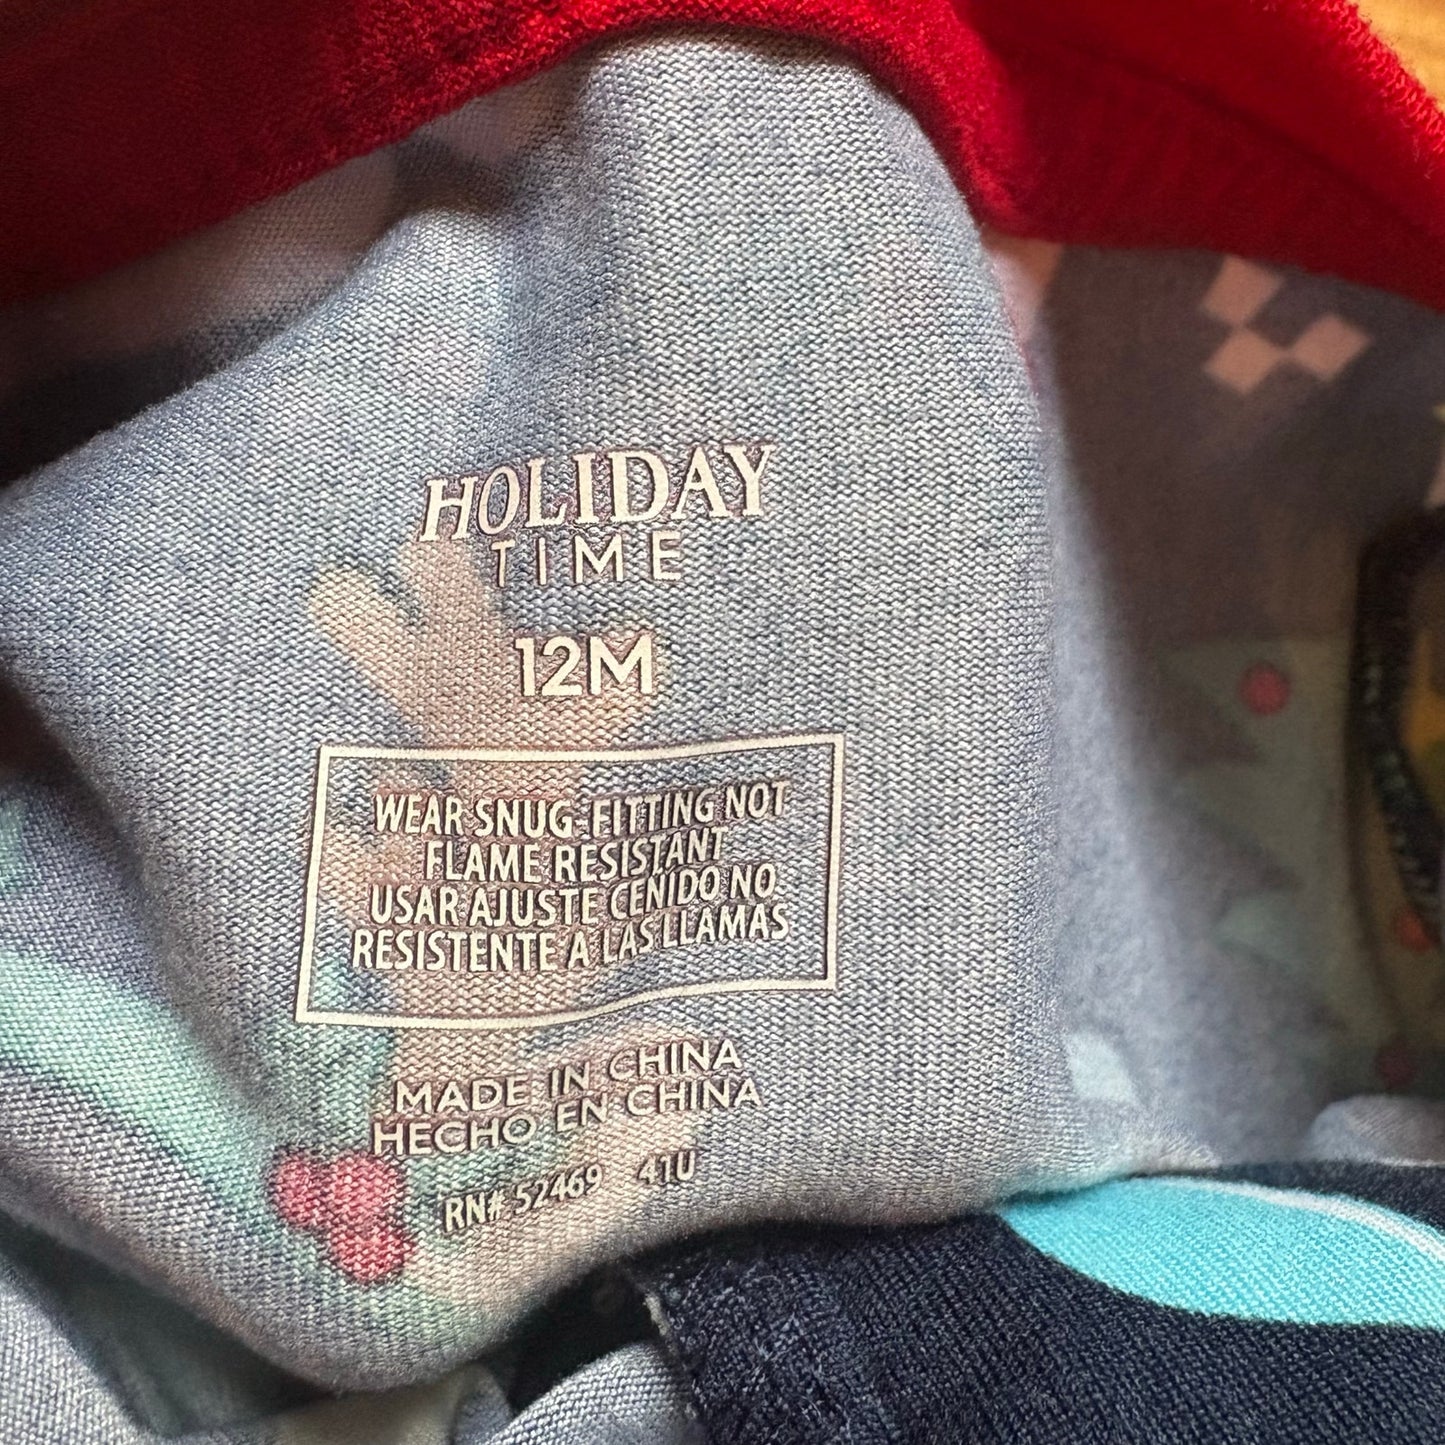 HOLIDAY
TIME
12M
WEAR SNUG-FITTING NOT
FLAME RESISTANT
USAR AJUSTE CENIDO NO
RESISTENTE A LAS LLAMAS
MADE IN CHINA
HECHO EN CHINA
RN# 52469 41U